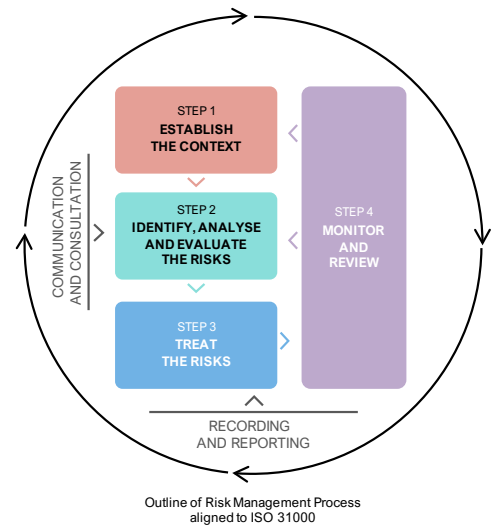 STEP 1
ESTABLISH
THE CONTEXT
STEP 2
IDENTIFY, ANALYSE
AND EVALUATE
THE RISKS
STEP 3
TREAT
THE RISKS
STEP 4
MONITOR
AND
REVIEW
COMMUNICATION
AND CONSULTATION
RECORDING
AND REPORTING
Outline of Risk Management Process
aligned to ISO 31000